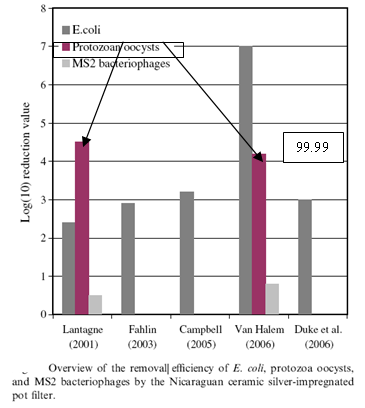 8
7
6
5
4
3
2
1
0
Log(10) reduction value
E.coli
Protozoan oocysts
MS2 bacteriophages
99.99
Lantagne (2001)
Fahlin (2003)
Campbell (2005)
Van Halem (2006)
Duke et al. (2006)
Overview of the removal efficiency of E. coli, protozoa oocysts,
and MS2 bacteriophages by the Nicaraguan ceramic silver-impregnated
pot filter.